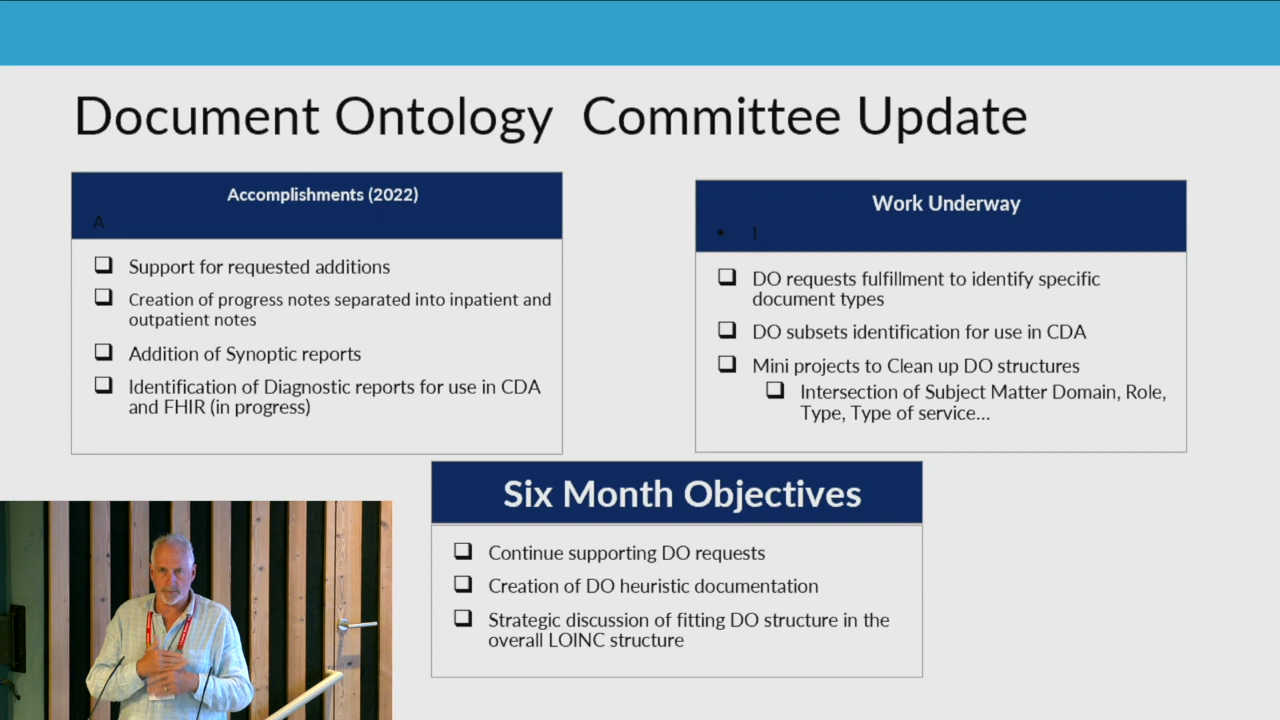 Document Ontology Committee Update
Accomplishments (2022)
A
Support for requested additions
Creation of progress notes separated into inpatient and
outpatient notes
Addition of Synoptic reports
Identification of Diagnostic reports for use in CDA
and FHIR (in progress)
Work Underway
• I
DO requests fulfillment to identify specific
document types
DO subsets identification for use in CDA
Mini projects to Clean up DO structures
Intersection of Subject Matter Domain, Role,
Type, Type of service...
Six Month Objectives
Continue supporting DO requests
Creation of DO heuristic documentation
Strategic discussion of fitting DO structure in the
overall LOINC structure